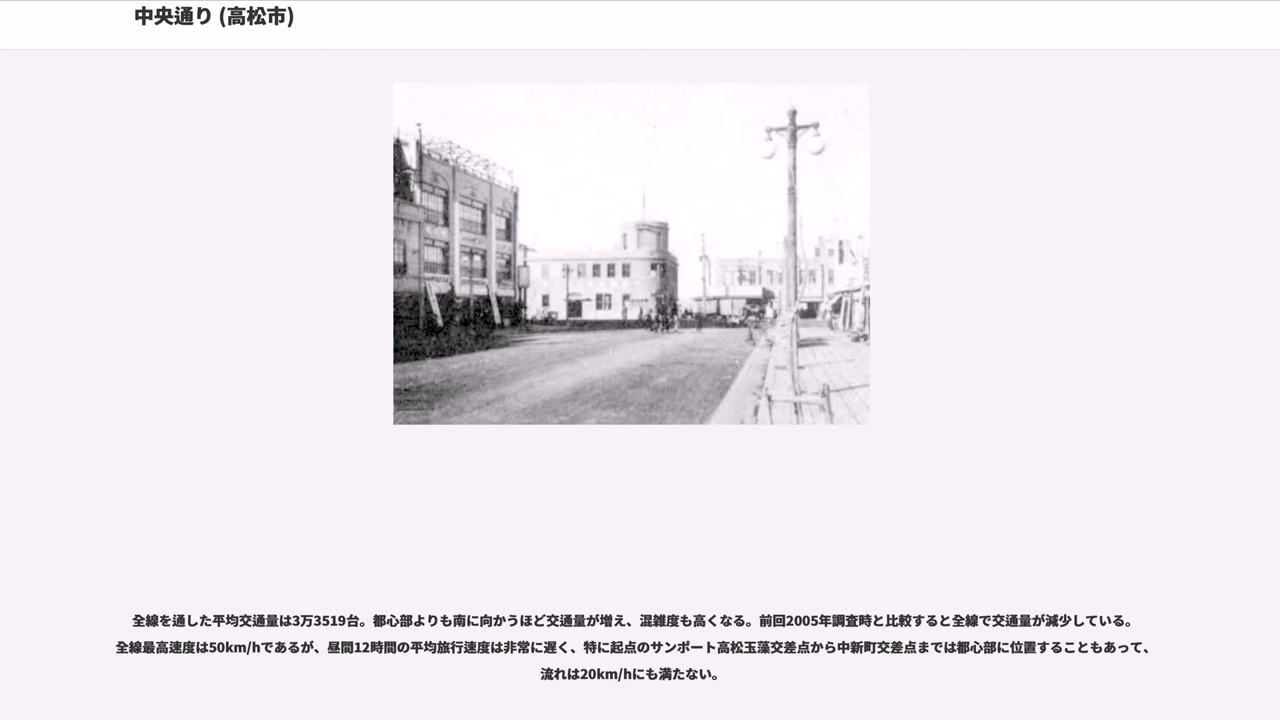 中央通り (高松市)
全線を通した平均交通量は3万3519台。都心部よりも南に向かうほど交通量が増え、混雑度も高くなる。前回2005年調査時と比較すると全線で交通量が減少している。
全線最高速度は50km/hであるが、昼間12時間の平均旅行速度は非常に遅く、特に起点のサンポート高松玉藻交差点から中新町交差点までは都心部に位置することもあって、
流れは20km/hにも満たない。